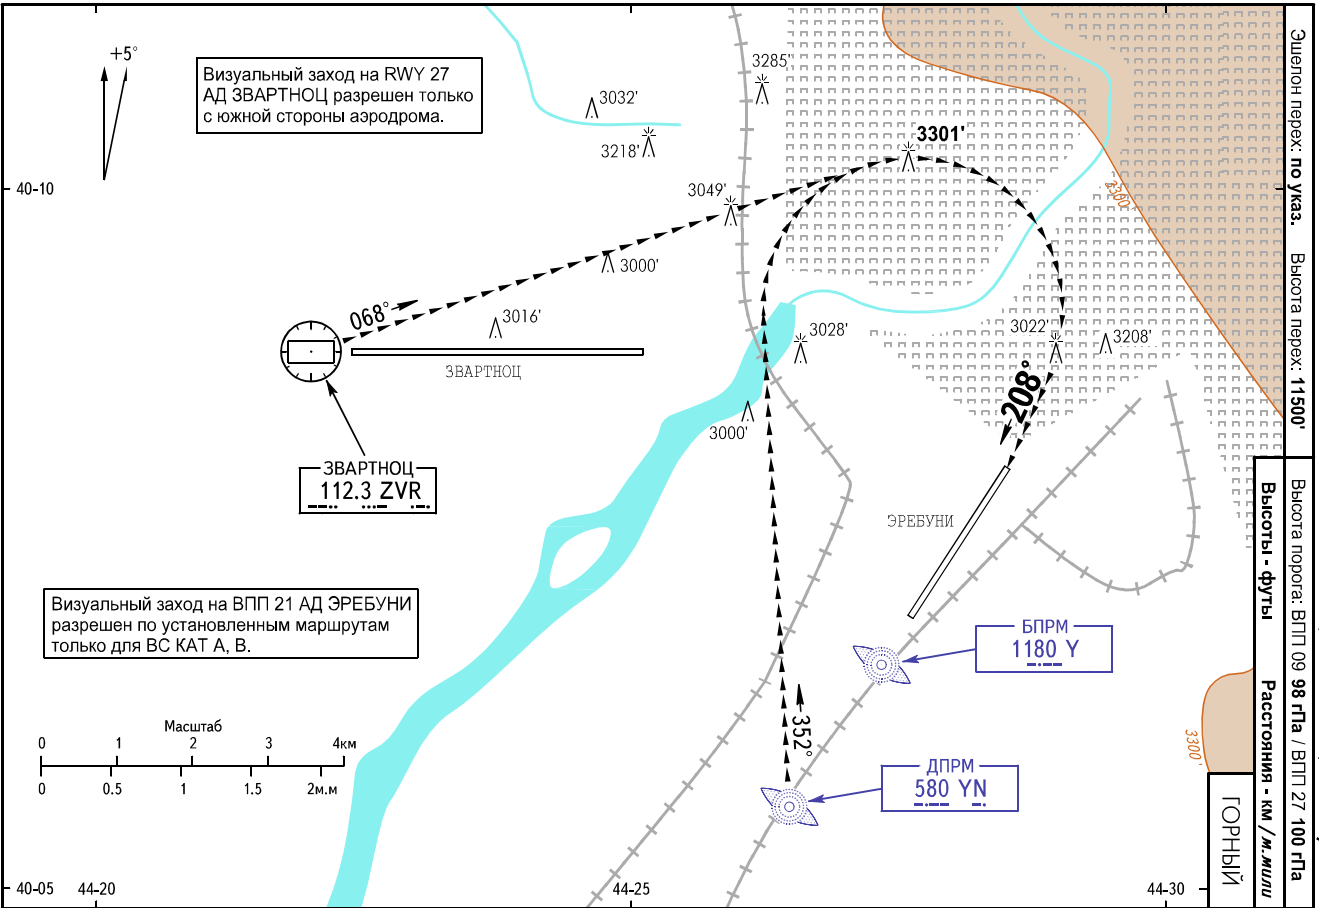 +5°
Визуальный заход на RWY 27
АД ЗВАРТНОЦ разрешен только
с южной стороны аэродрома.
3032'
3218'
3285'
3301'
40-10
3049'
3000'
3300'
068°
3016'
3028'
3022'
3208'
ЗВАРТНОЦ
208°
3000'
ЗВАРТНОЦ
112.3 ZVR
ЭРЕБУНИ
Визуальный заход на ВПП 21 АД ЭРЕБУНИ
разрешен по установленным маршрутам
только для ВС КАТ А, В.
БПРМ
1180 Y
352°
ДПРМ
580 YN
3300'
Масштаб
0 1 2 3 4км
0 0.5 1 1.5 2м.м
40-05 44-20 44-25 44-30
Эшелон перех: по указ. Высота перех: 11500'
Высота порога: ВПП 09 98 гПа / ВПП 27 100 гПа
Высоты - футы Расстояния - км / м.мили
ГОРНЫЙ